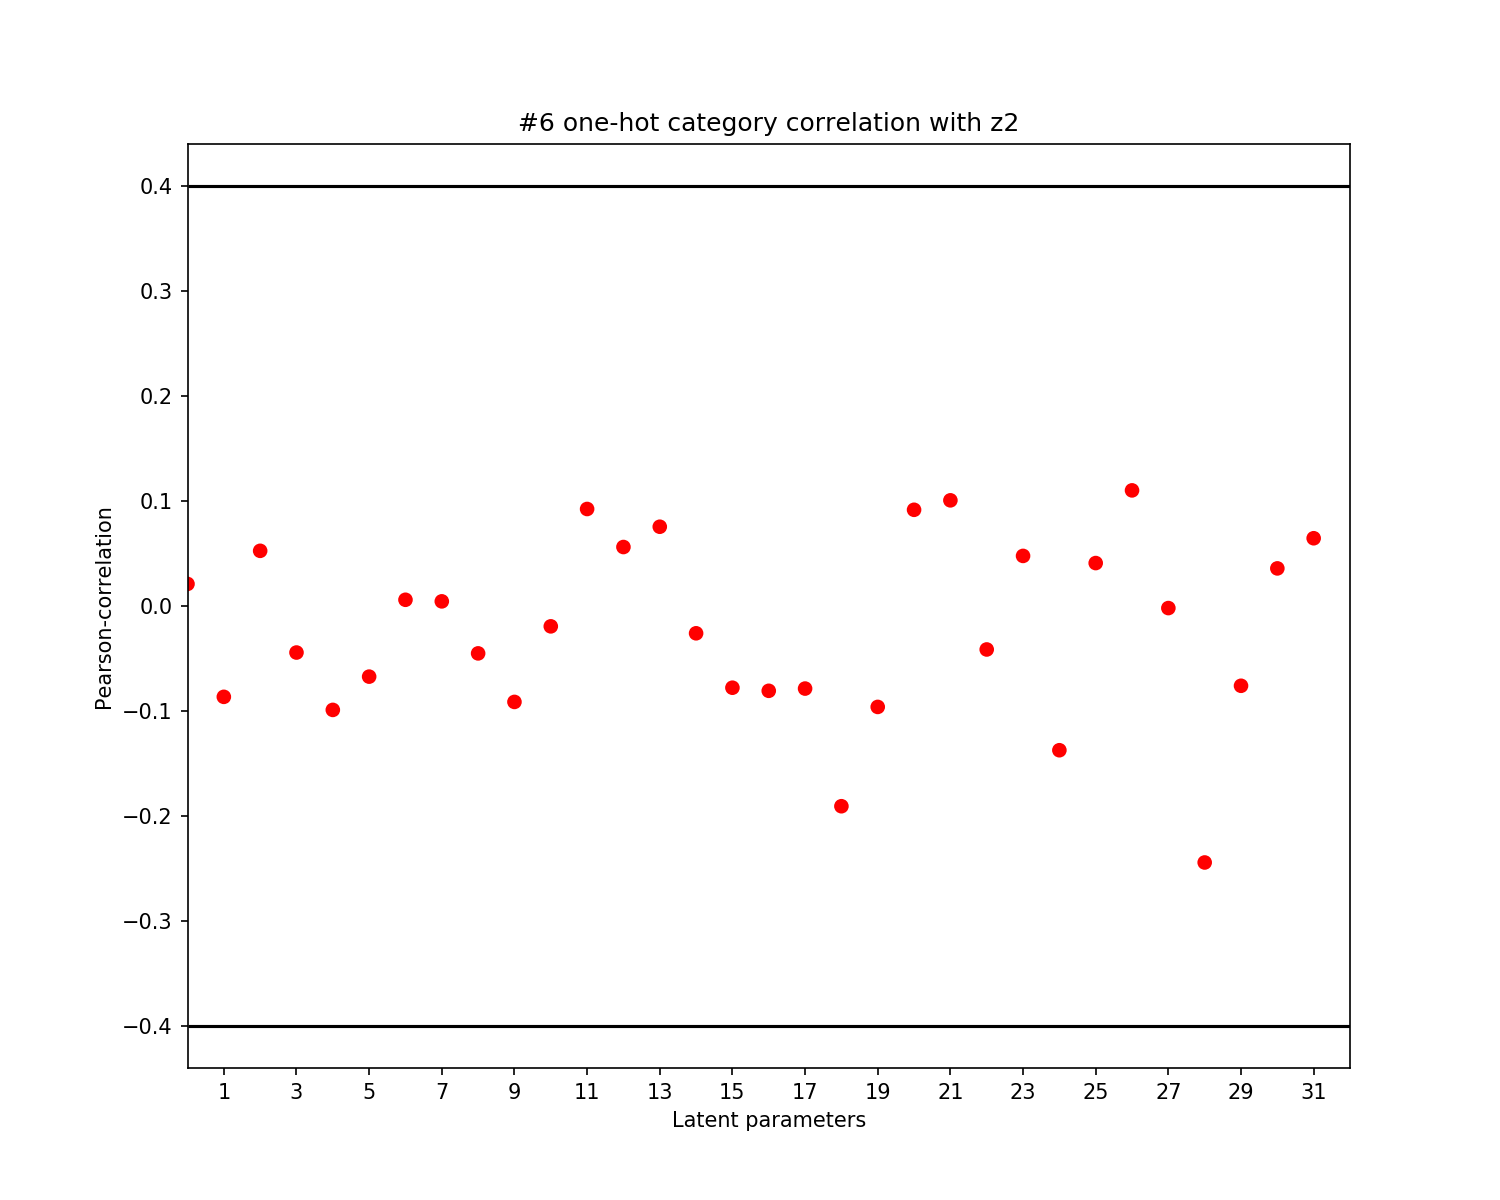 #6 one-hot category correlation with z2
0.4
0.3
0.2
0.1
0.0
−0.1
−0.2
−0.3
−0.4
Pearson-correlation
1 3 5 7 9 11 13 15 17 19 21 23 25 27 29 31
Latent parameters